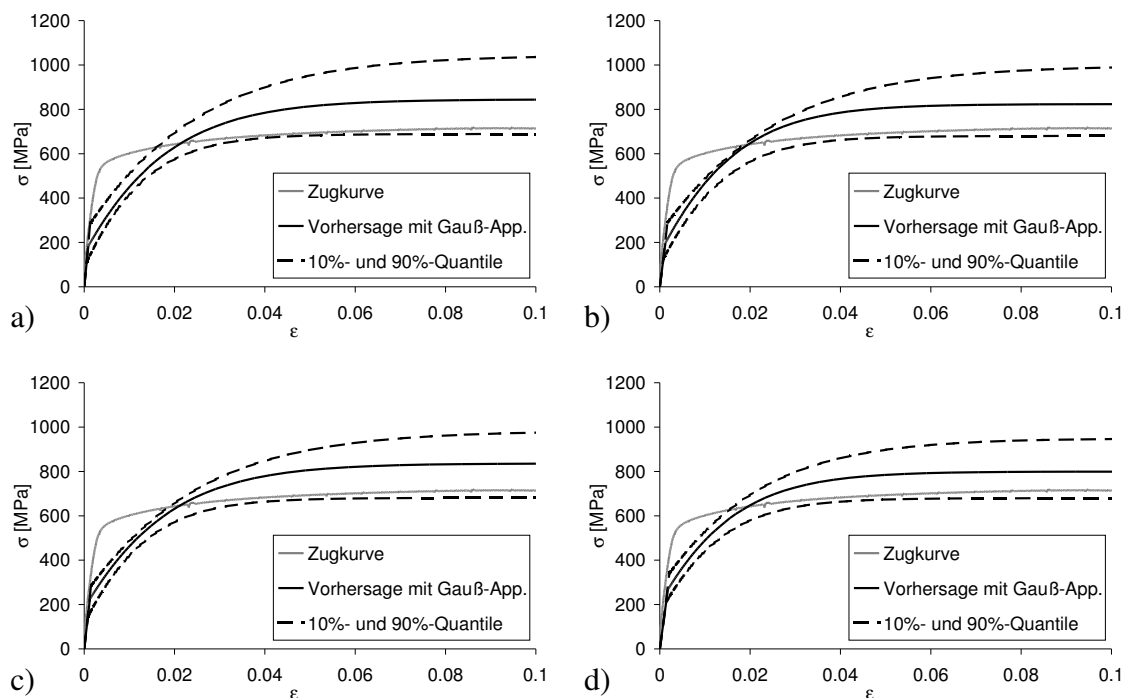 1200
1000
800
600
400
200
0
σ [MPa]
0 0.02 0.04 0.06 0.08 0.1
ε
Zugkurve
Vorhersage mit Gauß-App.
10%- und 90%-Quantile
a)
1200
1000
800
600
400
200
0
σ [MPa]
0 0.02 0.04 0.06 0.08 0.1
ε
Zugkurve
Vorhersage mit Gauß-App.
10%- und 90%-Quantile
b)
1200
1000
800
600
400
200
0
σ [MPa]
0 0.02 0.04 0.06 0.08 0.1
ε
Zugkurve
Vorhersage mit Gauß-App.
10%- und 90%-Quantile
c)
1200
1000
800
600
400
200
0
σ [MPa]
0 0.02 0.04 0.06 0.08 0.1
ε
Zugkurve
Vorhersage mit Gauß-App.
10%- und 90%-Quantile
d)